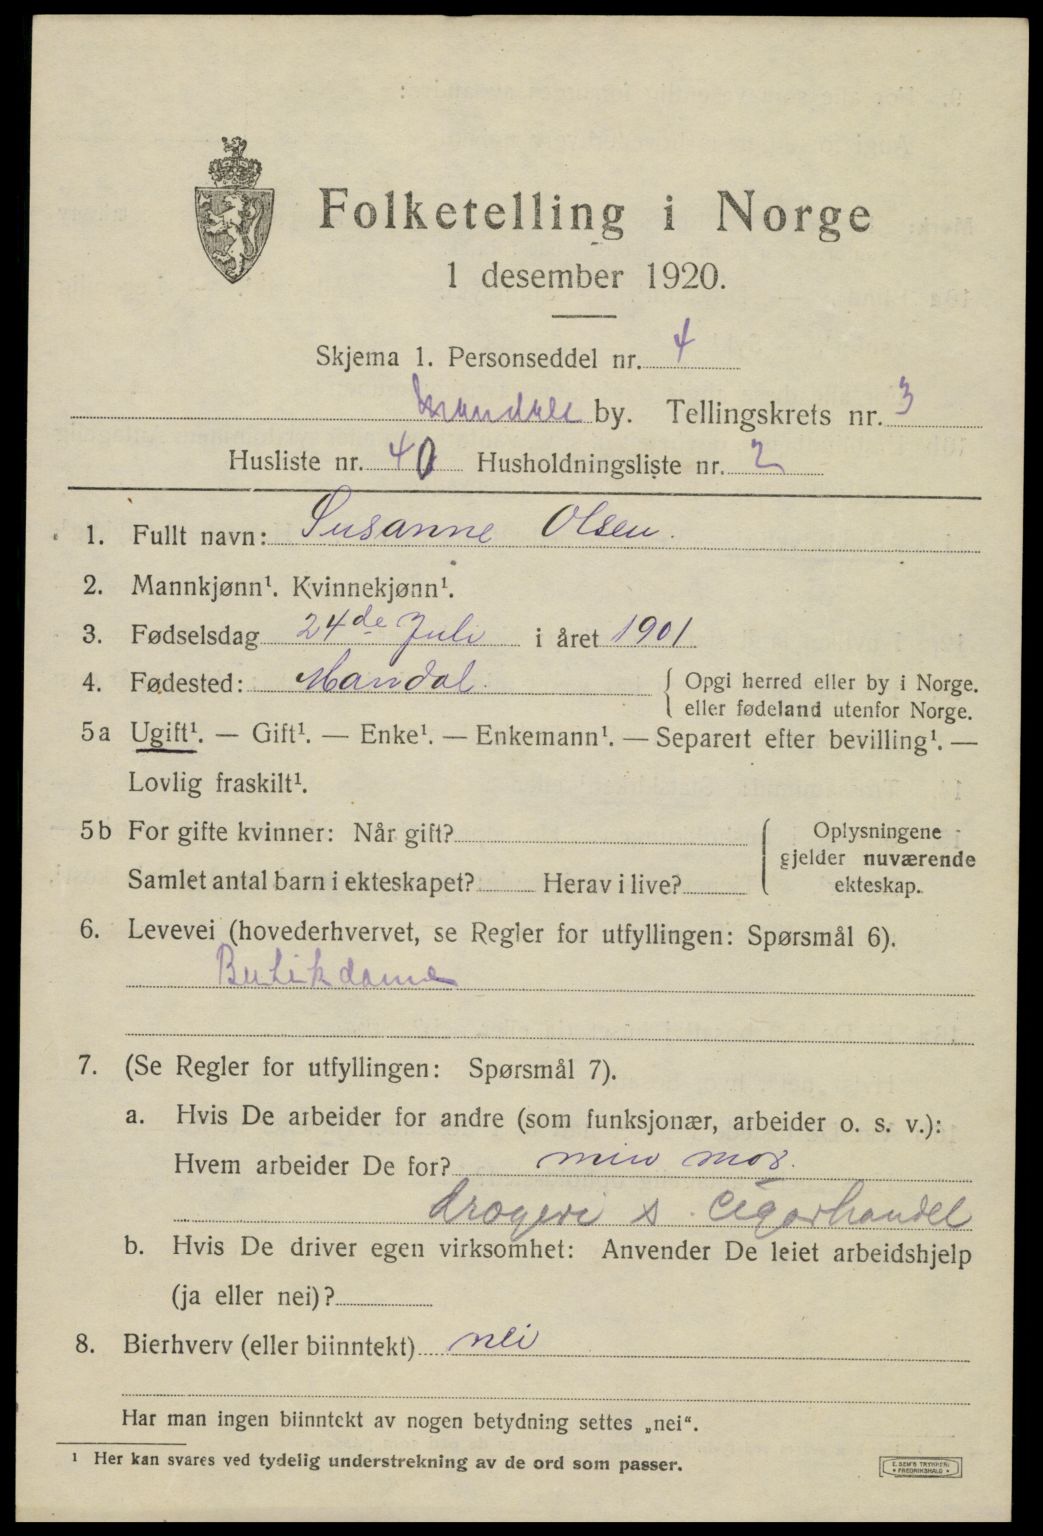 Folketelling i Norge
1 desember 1920.
Skjema 1. Personseddel nr. 4
Mandal by. Tellingskrets nr. 3
Husliste nr. 40 Husholdningsliste nr. 2
1. Fullt navn: Susanne Olsen.
2. Mannkjønn¹. Kvinnekjønn¹.
3. Fødselsdag 24de Juli i året 1901
4. Fødested: Mandal. { Opgi herred eller by i Norge.
eller fødeland utenfor Norge.
5a Ugift¹. — Gift¹. — Enke¹. — Enkemann¹. — Separert efter bevilling¹. —
Lovlig fraskilt¹.
5b For gifte kvinner: Når gift?
Samlet antal barn i ekteskapet? Herav i live?
Oplysningene
gjelder nuværende
ekteskap.
6. Levevei (hovederhvervet, se Regler for utfyllingen: Spørsmål 6).
Butikdame
7. (Se Regler for utfyllingen: Spørsmål 7).
a. Hvis De arbeider for andre (som funksjonær, arbeider o. s. v.):
Hvem arbeider De for? min mor.
drogeri & Cigarhandel
b. Hvis De driver egen virksomhet: Anvender De leiet arbeidshjelp
(ja eller nei)?
8. Bierhverv (eller biinntekt) nei
Har man ingen biinntekt av nogen betydning settes „nei“.
¹ Her kan svares ved tydelig understrekning av de ord som passer.
E. SEM'S TRYKKERI
• FREDRIKSHALD •